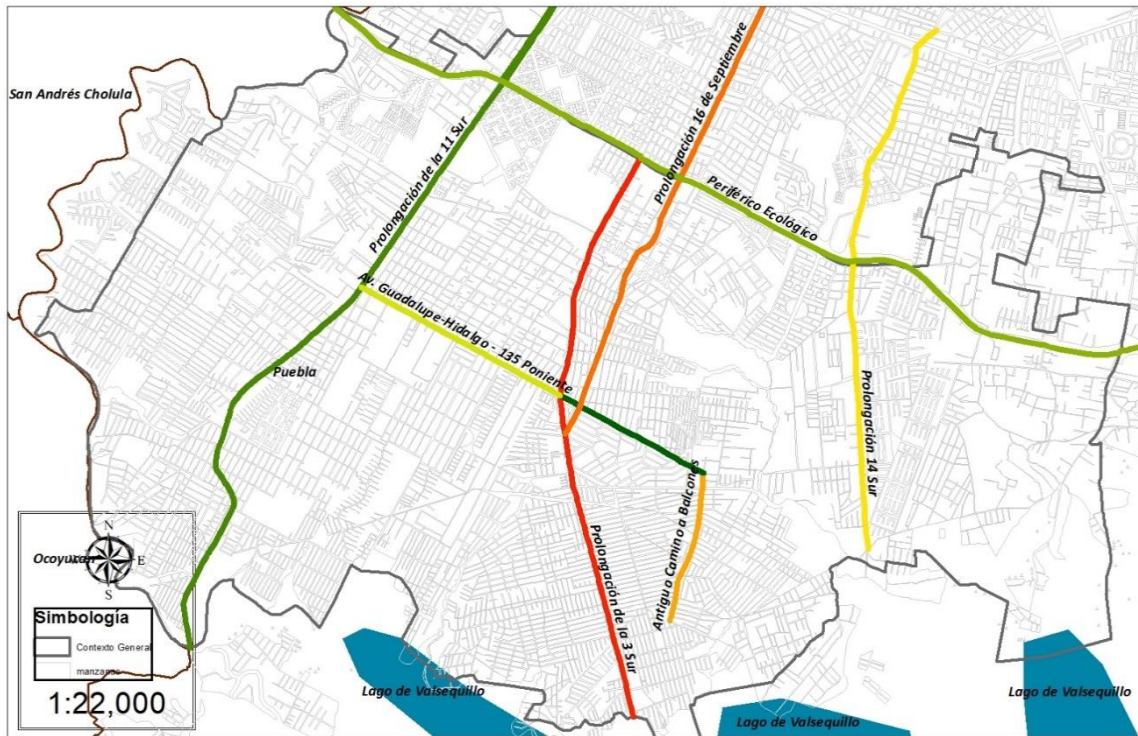 San Andrés Cholula
Prolongación de la 11 Sur
Prolongación 16 de Septiembre
Periférico Ecológico
Av. Guadalupe-Hidalgo - 135 Poniente
Puebla
Prolongación 14 Sur
Antiguo Camino a Balcones
Prolongación de la 3 Sur
Ocoyucan
N
E
S
Simbología
Contexto General
manzanas
1:22,000
Lago de Valsequillo
Lago de Valsequillo
Lago de Valsequillo